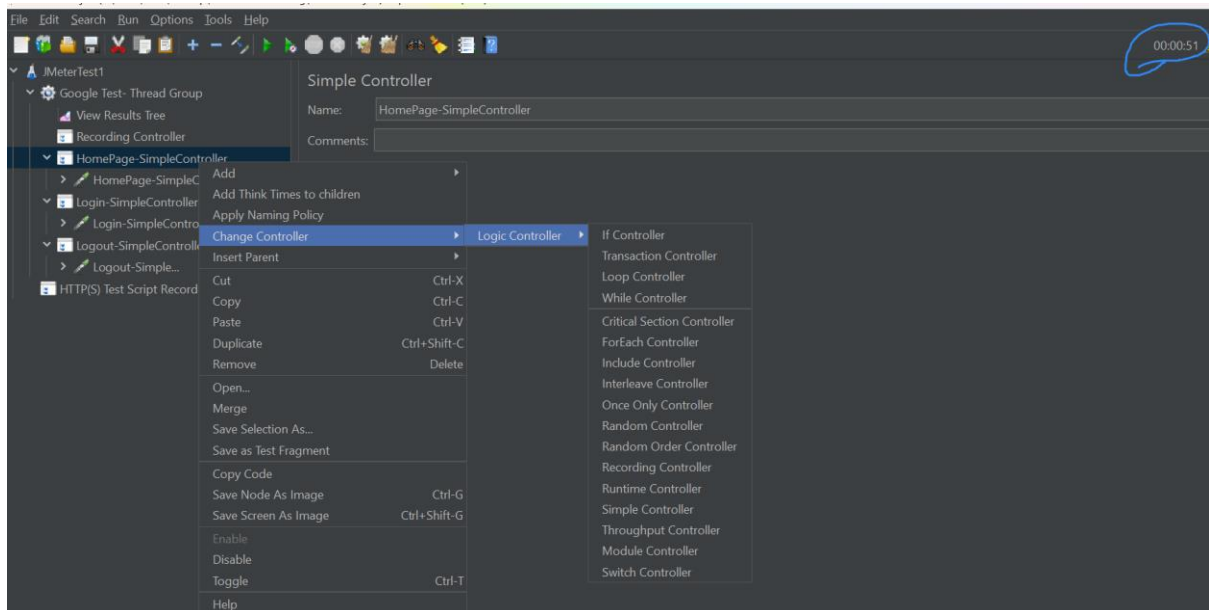 File Edit Search Run Options Tools Help
00:00:51
JMeterTest1
Google Test- Thread Group
View Results Tree
Recording Controller
HomePage-SimpleController
HomePage-SimpleC
Login-SimpleController
Login-SimpleContro
Logout-SimpleControlle
Logout-Simple...
HTTP(S) Test Script Record
Simple Controller
Name: HomePage-SimpleController
Comments:
Add
Add Think Times to children
Apply Naming Policy
Change Controller
Insert Parent
Cut Ctrl-X
Copy Ctrl-C
Paste Ctrl-V
Duplicate Ctrl+Shift-C
Remove Delete
Open...
Merge
Save Selection As...
Save as Test Fragment
Copy Code
Save Node As Image Ctrl-G
Save Screen As Image Ctrl+Shift-G
Enable
Disable
Toggle Ctrl-T
Help
Logic Controller
If Controller
Transaction Controller
Loop Controller
While Controller
Critical Section Controller
ForEach Controller
Include Controller
Interleave Controller
Once Only Controller
Random Controller
Random Order Controller
Recording Controller
Runtime Controller
Simple Controller
Throughput Controller
Module Controller
Switch Controller